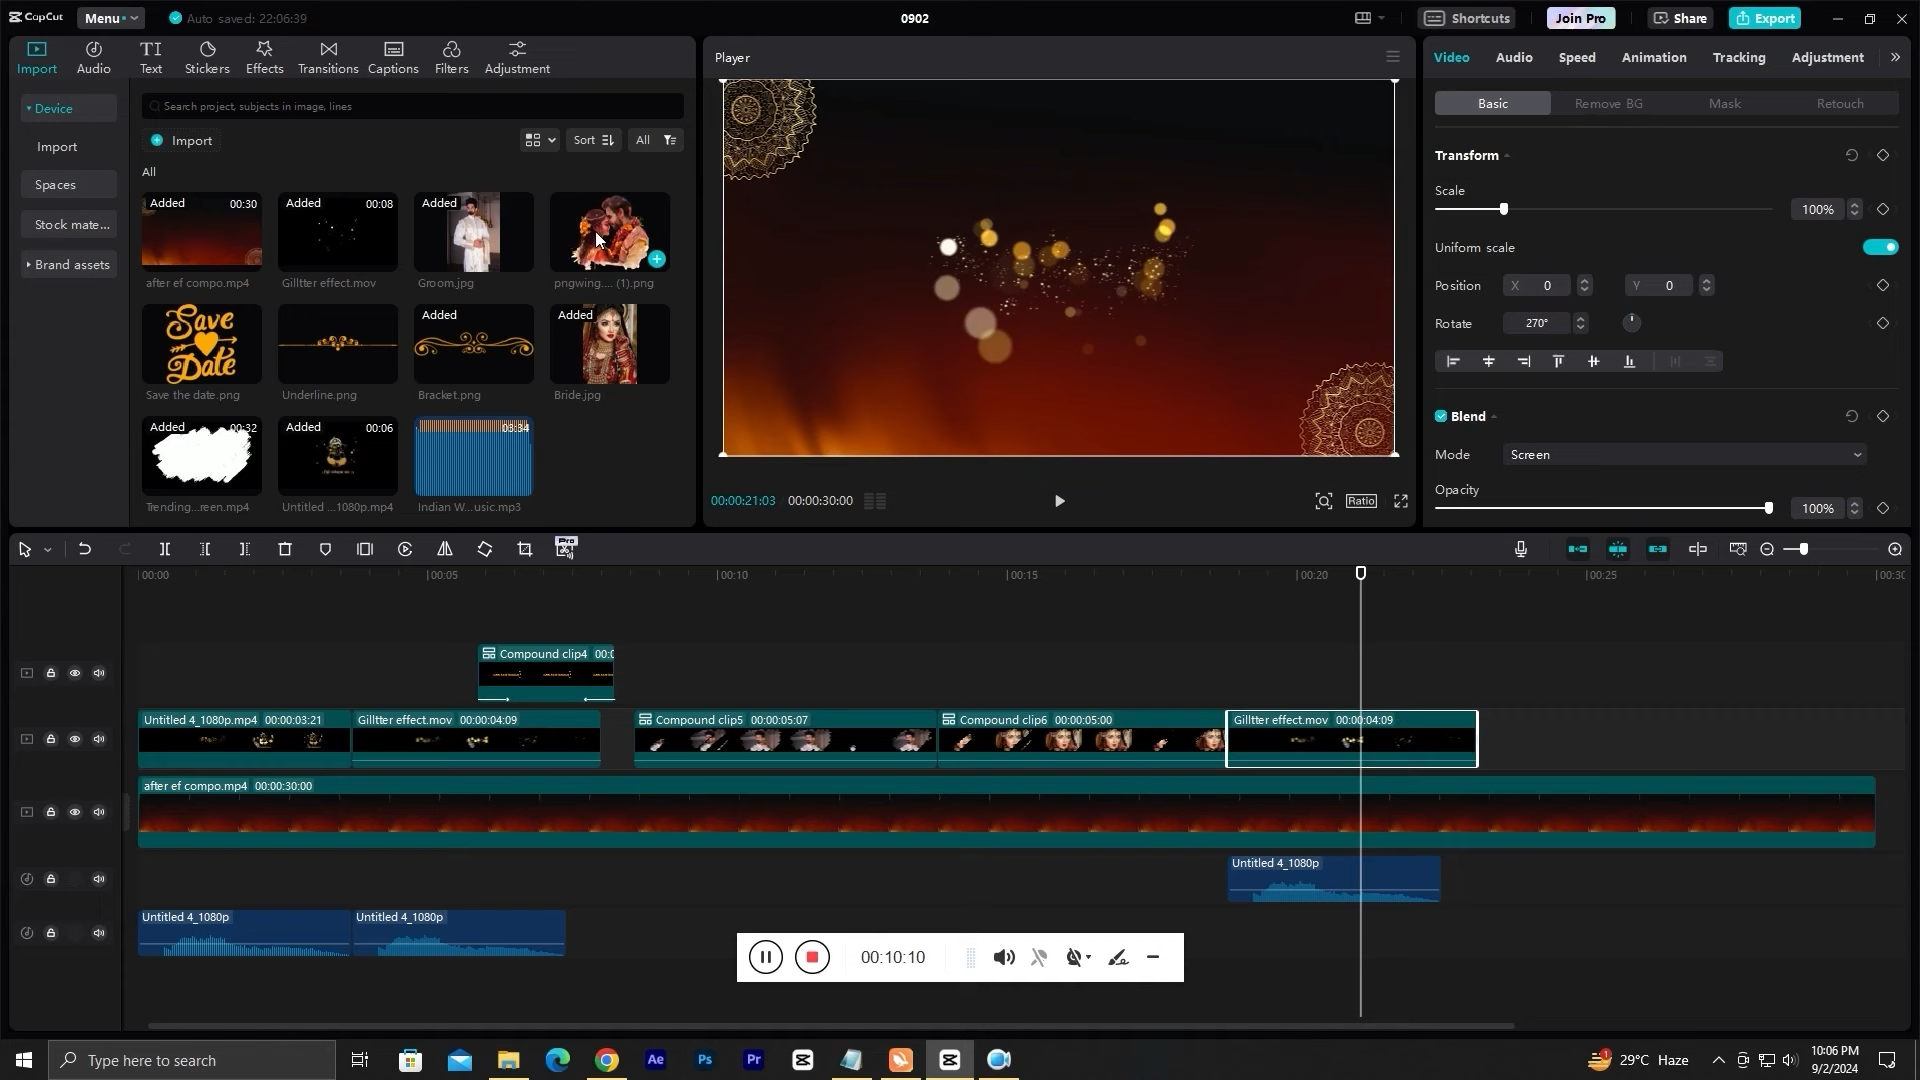 CapCut
Menu
Auto saved: 22:06:39
0902
Shortcuts
Join Pro
Share
Export
Import
Audio
Text
Stickers
Effects
Transitions
Captions
Filters
Adjustment
Device
Import
Spaces
Stock mate...
Brand assets
Search project, subjects in image, lines
Import
Sort
All
All
Added 00:30
Added 00:08
Added
after ef compo.mp4
Gilltter effect.mov
Groom.jpg
pngwing.... (1).png
Save the Date
Added
Added
Save the date.png
Underline.png
Bracket.png
Bride.jpg
Added 00:32
Added 00:06
03:34
Trending...reen.mp4
Untitled ...1080p.mp4
Indian W...usic.mp3
Player
00:00:21:03
00:00:30:00
Ratio
Video
Audio
Speed
Animation
Tracking
Adjustment
Basic
Remove BG
Mask
Retouch
Transform
Scale
100%
Uniform scale
Position X 0 Y 0
Rotate 270°
Blend
Mode Screen
Opacity
100%
Pro
00:00
00:05
00:10
00:15
00:20
00:25
Compound clip4
Untitled 4_1080p.mp4 00:00:03:21
Gilltter effect.mov 00:00:04:09
Compound clip5 00:00:05:07
Compound clip6 00:00:05:00
Gilltter effect.mov 00:00:04:09
after ef compo.mp4 00:00:30:00
Untitled 4_1080p
Untitled 4_1080p
Untitled 4_1080p
00:10:10
Type here to search
Ae
Ps
Pr
1
29°C Haze
10:06 PM
9/2/2024